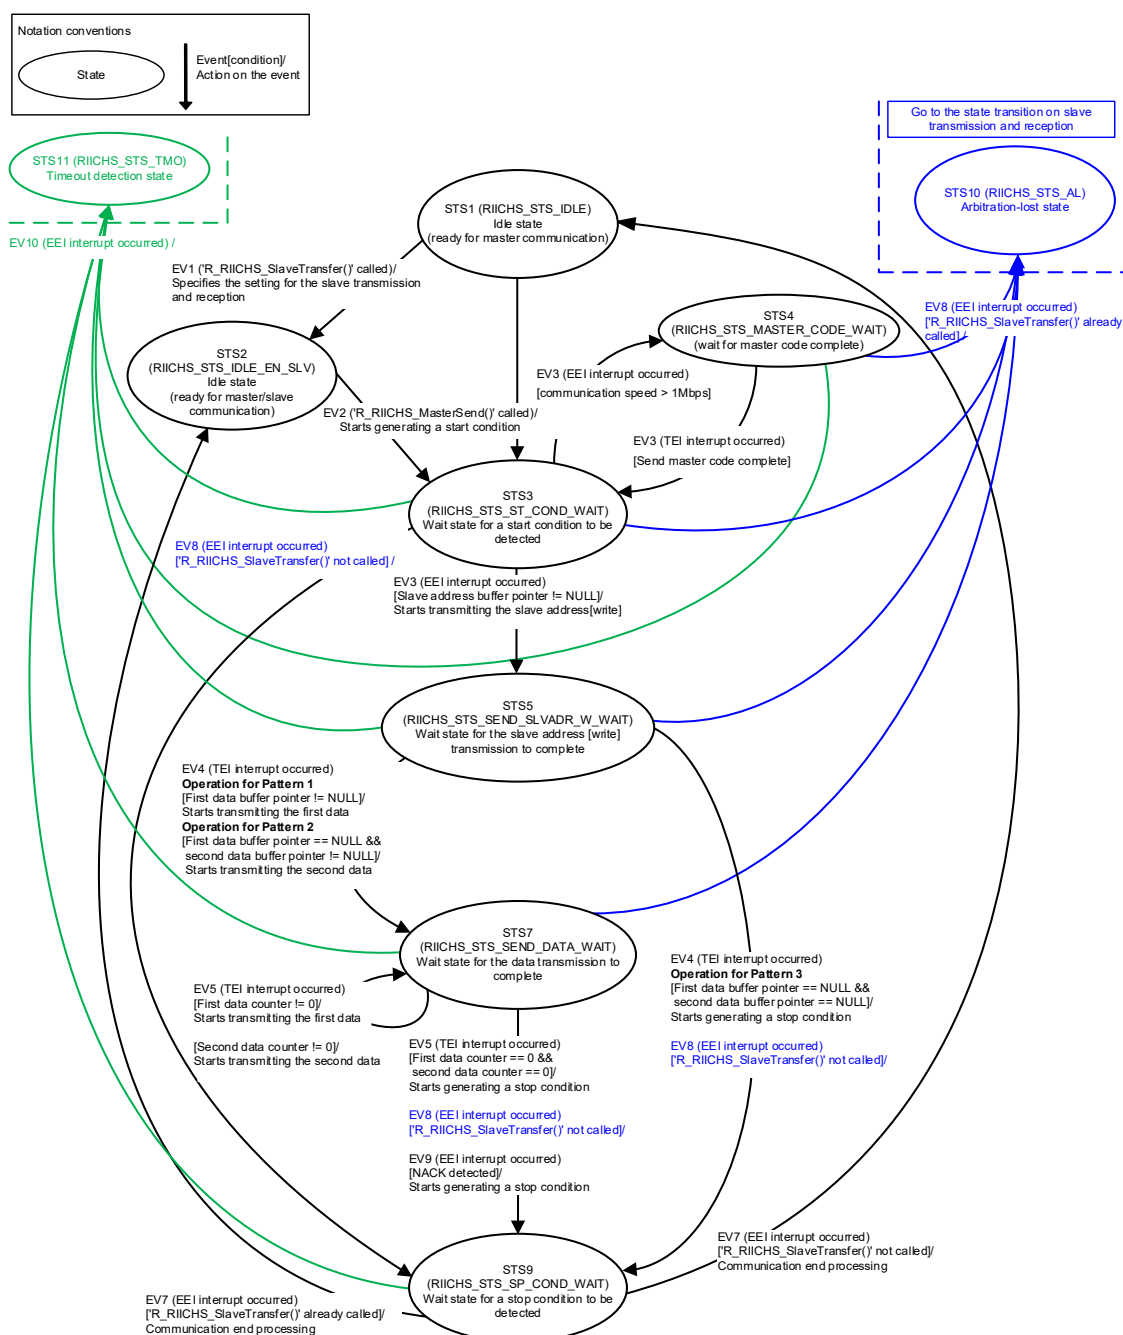 Notation conventions
State
Event[condition]/
Action on the event
Go to the state transition on slave
transmission and reception
STS11 (RIICHS_STS_TMO)
Timeout detection state
STS10 (RIICHS_STS_AL)
Arbitration-lost state
STS1 (RIICHS_STS_IDLE)
Idle state
(ready for master communication)
EV10 (EEI interrupt occurred) /
EV1 ('R_RIICHS_SlaveTransfer()' called)/
Specifies the setting for the slave transmission
and reception
EV8 (EEI interrupt occurred)
['R_RIICHS_SlaveTransfer()' already
called] /
STS4
(RIICHS_STS_MASTER_CODE_WAIT)
(wait for master code complete)
STS2
(RIICHS_STS_IDLE_EN_SLV)
Idle state
(ready for master/slave
communication)
EV3 (EEI interrupt occurred)
[communication speed > 1Mbps]
EV2 ('R_RIICHS_MasterSend()' called)/
Starts generating a start condition
EV3 (TEI interrupt occurred)
[Send master code complete]
STS3
(RIICHS_STS_ST_COND_WAIT)
Wait state for a start condition to be
detected
EV8 (EEI interrupt occurred)
['R_RIICHS_SlaveTransfer()' not called] /
EV3 (EEI interrupt occurred)
[Slave address buffer pointer != NULL]/
Starts transmitting the slave address[write]
STS5
(RIICHS_STS_SEND_SLVADR_W_WAIT)
Wait state for the slave address [write]
transmission to complete
EV4 (TEI interrupt occurred)
Operation for Pattern 1
[First data buffer pointer != NULL]/
Starts transmitting the first data
Operation for Pattern 2
[First data buffer pointer == NULL &&
second data buffer pointer != NULL]/
Starts transmitting the second data
STS7
(RIICHS_STS_SEND_DATA_WAIT)
Wait state for the data transmission to
complete
EV4 (TEI interrupt occurred)
Operation for Pattern 3
[First data buffer pointer == NULL &&
second data buffer pointer == NULL]/
Starts generating a stop condition
EV8 (EEI interrupt occurred)
['R_RIICHS_SlaveTransfer()' not called]/
EV5 (TEI interrupt occurred)
[First data counter != 0]/
Starts transmitting the first data
[Second data counter != 0]/
Starts transmitting the second data
EV5 (TEI interrupt occurred)
[First data counter == 0 &&
second data counter == 0]/
Starts generating a stop condition
EV8 (EEI interrupt occurred)
['R_RIICHS_SlaveTransfer()' not called]/
EV9 (EEI interrupt occurred)
[NACK detected]/
Starts generating a stop condition
EV7 (EEI interrupt occurred)
['R_RIICHS_SlaveTransfer()' not called]/
Communication end processing
STS9
(RIICHS_STS_SP_COND_WAIT)
Wait state for a stop condition to be
detected
EV7 (EEI interrupt occurred)
['R_RIICHS_SlaveTransfer()' already called]/
Communication end processing